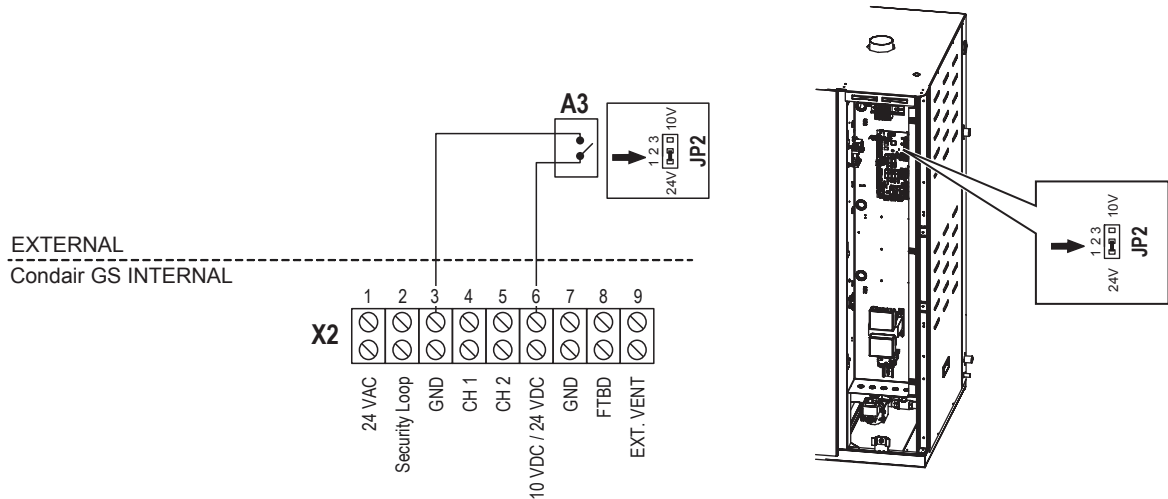 A3
1 2 3
24V
10V
JP2
EXTERNAL
Condair GS INTERNAL
1 2 3 4 5 6 7 8 9
X2
24 VAC
Security Loop
GND
CH 1
CH 2
10 VDC / 24 VDC
GND
FTBD
EXT. VENT
1 2 3
24V
10V
JP2